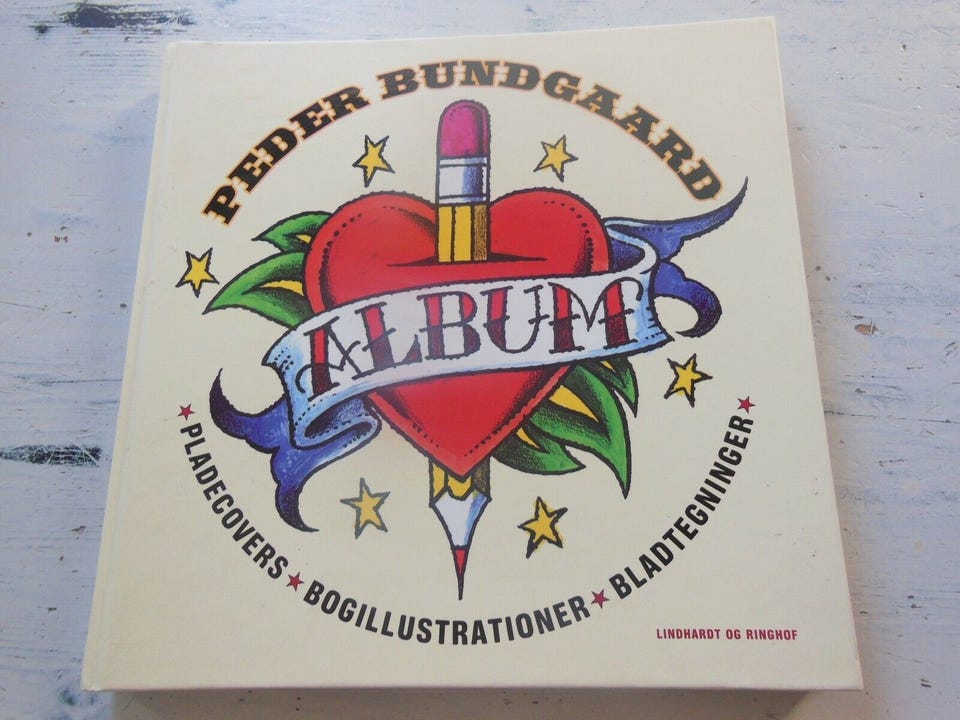 PEDER BUNDGAARD
ALBUM
PLADECOVERS ★ BOGILLUSTRATIONER ★ BLADTEGNINGER
LINDHARDT OG RINGHOF